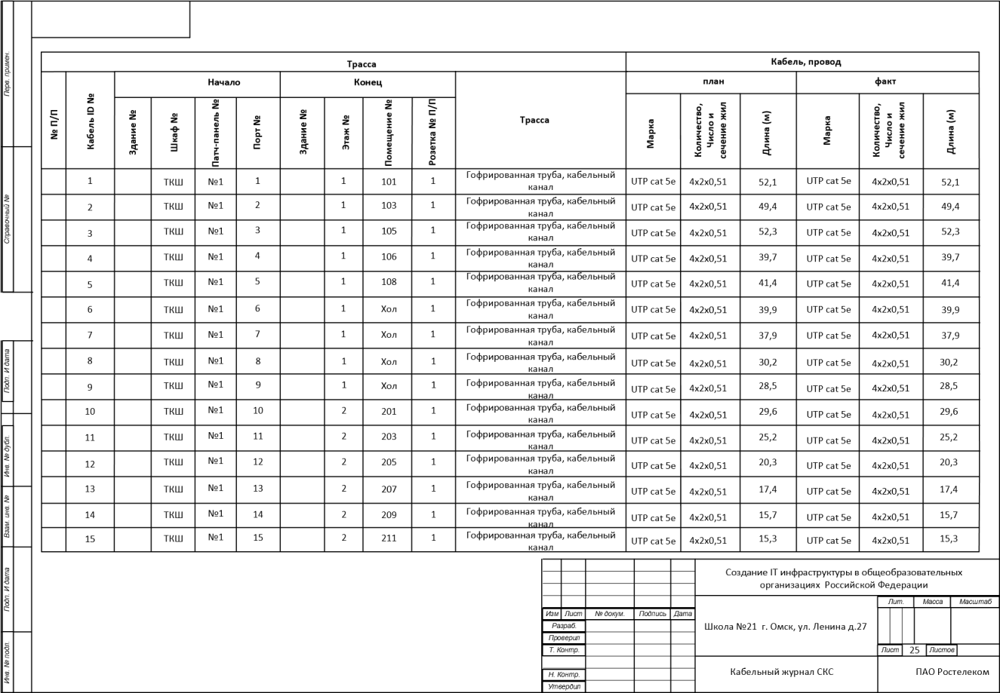 Перв. примен.
Справочный №
Подп. И дата
Инв. № дубл.
Взам. инв. №
Подп. И дата
Инв. № подл.
Трасса
Кабель, провод
№ П/П
Кабель ID №
Начало
Конец
Трасса
план
факт
Здание №
Шкаф №
Патч-панель №
Порт №
Здание №
Этаж №
Помещение №
Розетка № П/П
Марка
Количество,
Число и
сечение жил
Длина (м)
Марка
Количество,
Число и
сечение жил
Длина (м)
1 ТКШ №1 1 1 101 1 Гофрированная труба, кабельный канал UTP cat 5e 4x2x0,51 52,1 UTP cat 5e 4x2x0,51 52,1
2 ТКШ №1 2 1 103 1 Гофрированная труба, кабельный канал UTP cat 5e 4x2x0,51 49,4 UTP cat 5e 4x2x0,51 49,4
3 ТКШ №1 3 1 105 1 Гофрированная труба, кабельный канал UTP cat 5e 4x2x0,51 52,3 UTP cat 5e 4x2x0,51 52,3
4 ТКШ №1 4 1 106 1 Гофрированная труба, кабельный канал UTP cat 5e 4x2x0,51 39,7 UTP cat 5e 4x2x0,51 39,7
5 ТКШ №1 5 1 108 1 Гофрированная труба, кабельный канал UTP cat 5e 4x2x0,51 41,4 UTP cat 5e 4x2x0,51 41,4
6 ТКШ №1 6 1 Хол 1 Гофрированная труба, кабельный канал UTP cat 5e 4x2x0,51 39,9 UTP cat 5e 4x2x0,51 39,9
7 ТКШ №1 7 1 Хол 1 Гофрированная труба, кабельный канал UTP cat 5e 4x2x0,51 37,9 UTP cat 5e 4x2x0,51 37,9
8 ТКШ №1 8 1 Хол 1 Гофрированная труба, кабельный канал UTP cat 5e 4x2x0,51 30,2 UTP cat 5e 4x2x0,51 30,2
9 ТКШ №1 9 1 Хол 1 Гофрированная труба, кабельный канал UTP cat 5e 4x2x0,51 28,5 UTP cat 5e 4x2x0,51 28,5
10 ТКШ №1 10 2 201 1 Гофрированная труба, кабельный канал UTP cat 5e 4x2x0,51 29,6 UTP cat 5e 4x2x0,51 29,6
11 ТКШ №1 11 2 203 1 Гофрированная труба, кабельный канал UTP cat 5e 4x2x0,51 25,2 UTP cat 5e 4x2x0,51 25,2
12 ТКШ №1 12 2 205 1 Гофрированная труба, кабельный канал UTP cat 5e 4x2x0,51 20,3 UTP cat 5e 4x2x0,51 20,3
13 ТКШ №1 13 2 207 1 Гофрированная труба, кабельный канал UTP cat 5e 4x2x0,51 17,4 UTP cat 5e 4x2x0,51 17,4
14 ТКШ №1 14 2 209 1 Гофрированная труба, кабельный канал UTP cat 5e 4x2x0,51 15,7 UTP cat 5e 4x2x0,51 15,7
15 ТКШ №1 15 2 211 1 Гофрированная труба, кабельный канал UTP cat 5e 4x2x0,51 15,3 UTP cat 5e 4x2x0,51 15,3
Создание IT инфраструктуры в общеобразовательных
организациях Российской Федерации
Изм Лист № докум. Подпись Дата
Разраб.
Проверил
Т. Контр.
Н. Контр.
Утвердил
Школа №21 г. Омск, ул. Ленина д.27
Лит. Масса Масштаб
Лист 25 Листов
Кабельный журнал СКС
ПАО Ростелеком